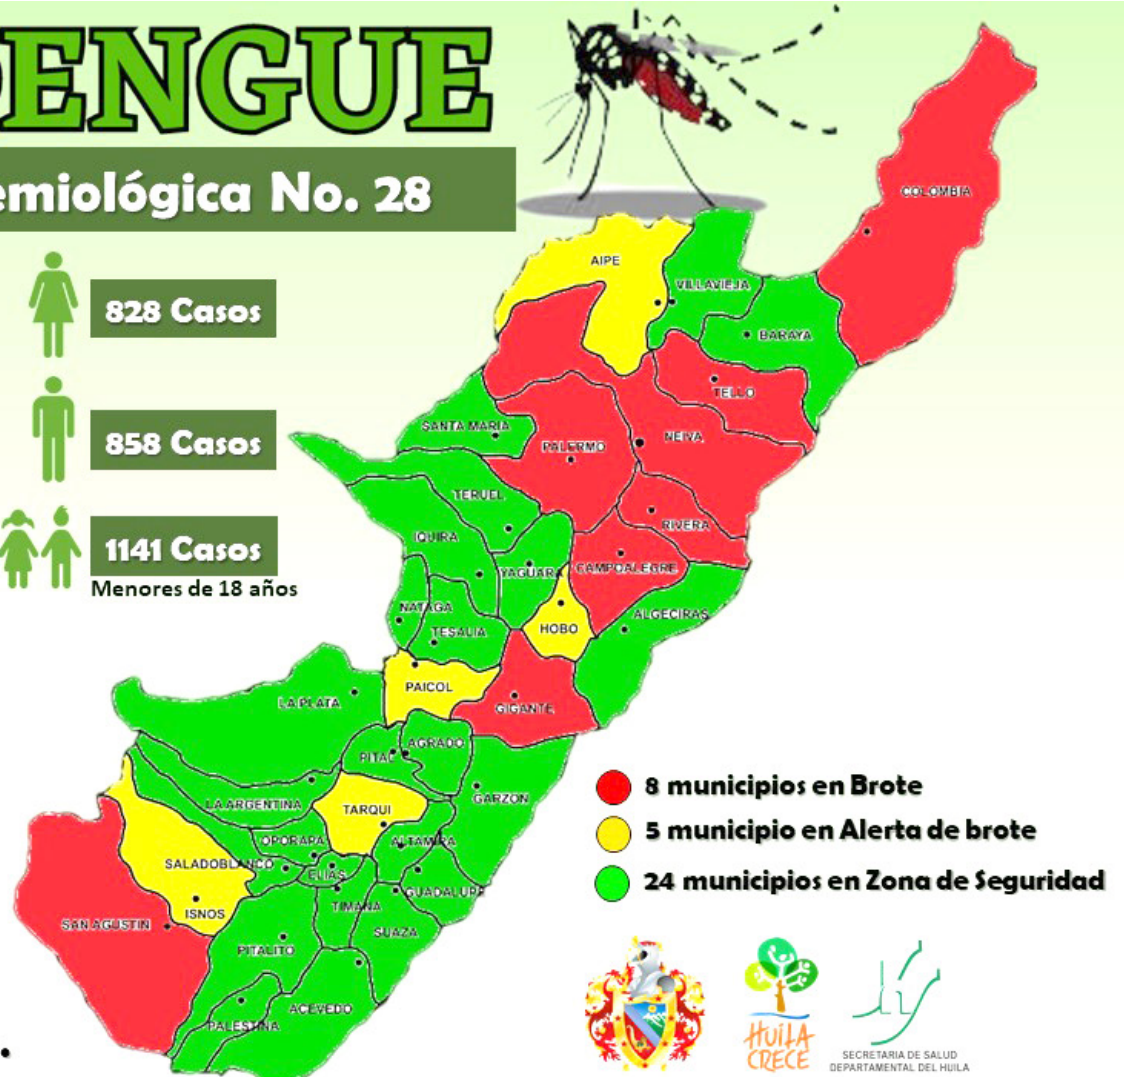 DENGUE
emiológica No. 28
828 Casos
858 Casos
1141 Casos
Menores de 18 años
COLOMBIA
AIPE
VILLAVIEJA
BARAYA
TELLO
SANTA MARIA
PALERMO
NEIVA
TERUEL
RIVERA
IQUIRA
YAGUARA
CAMPOALEGRE
NATAGA
TESALIA
HOBO
ALGECIRAS
PAICOL
LA PLATA
GIGANTE
AGRADO
PITAL
LA ARGENTINA
TARQUI
GARZON
OPORAPA
ALTAMIRA
SALADOBLANCO
ELIAS
GUADALUPE
TIMANA
ISNOS
SAN AGUSTIN
SUAZA
PITALITO
ACEVEDO
PALESTINA
8 municipios en Brote
5 municipio en Alerta de brote
24 municipios en Zona de Seguridad
HUILA
CRECE
SECRETARIA DE SALUD
DEPARTAMENTAL DEL HUILA